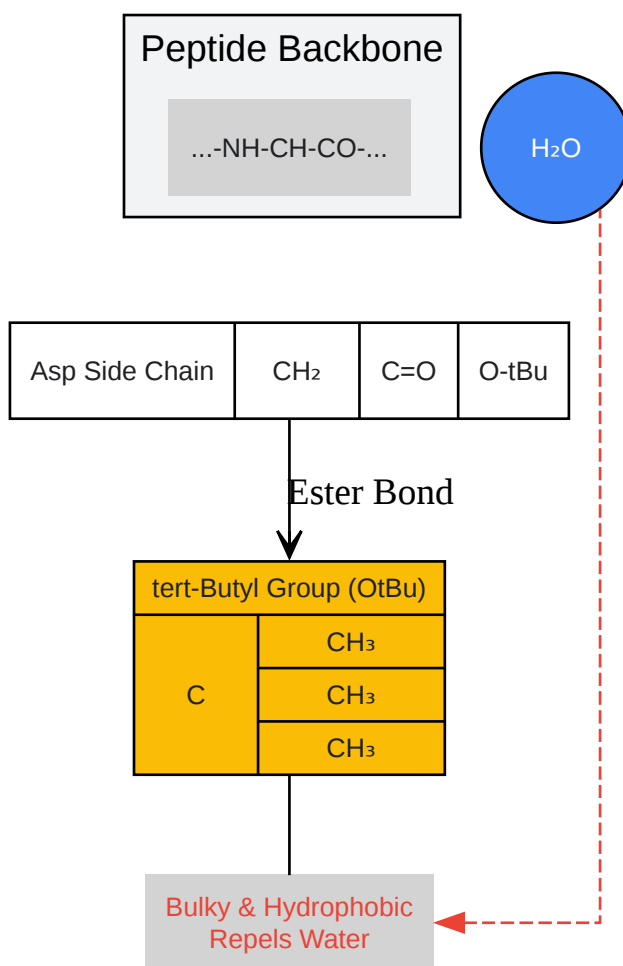 Peptide Backbone
...-NH-CH-CO-...
H₂O
Asp Side Chain
CH₂
C=O
O-tBu
Ester Bond
tert-Butyl Group (OtBu)
C
CH₃
CH₃
CH₃
Bulky & Hydrophobic
Repels Water